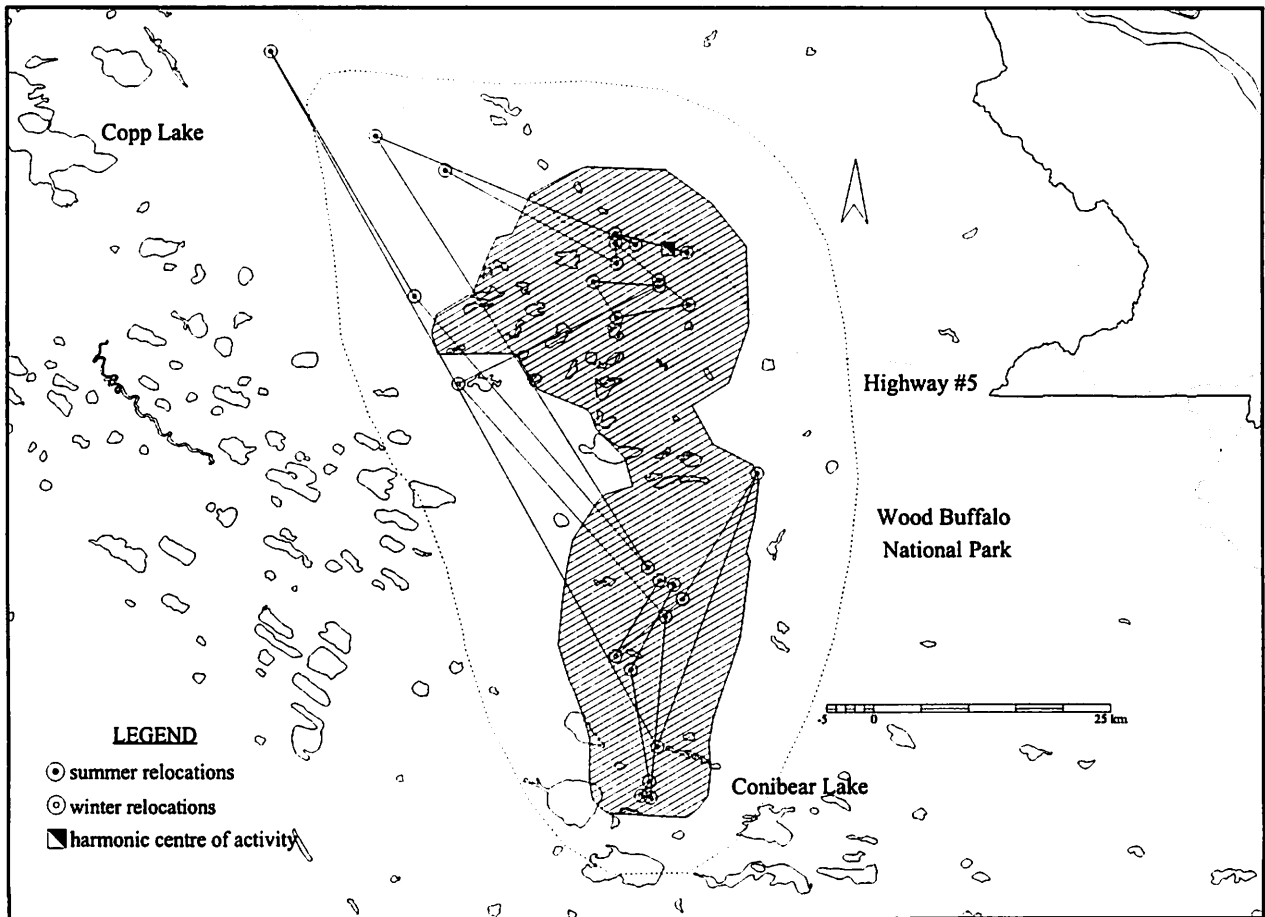 Copp Lake
Highway #5
Wood Buffalo
National Park
-5 0 25 km
LEGEND
summer relocations
winter relocations
harmonic centre of activity
Conibear Lake